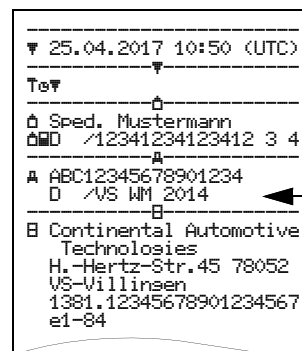 ▼ 25.04.2017 10:50 (UTC)
T⊙▼
Sped. Mustermann
D /12341234123412 3 4
A ABC12345678901234
D /VS WM 2014
B Continental Automotive
Technologies
H.-Hertz-Str.45 78052
VS-Villingen
1381.12345678901234567
e1-84